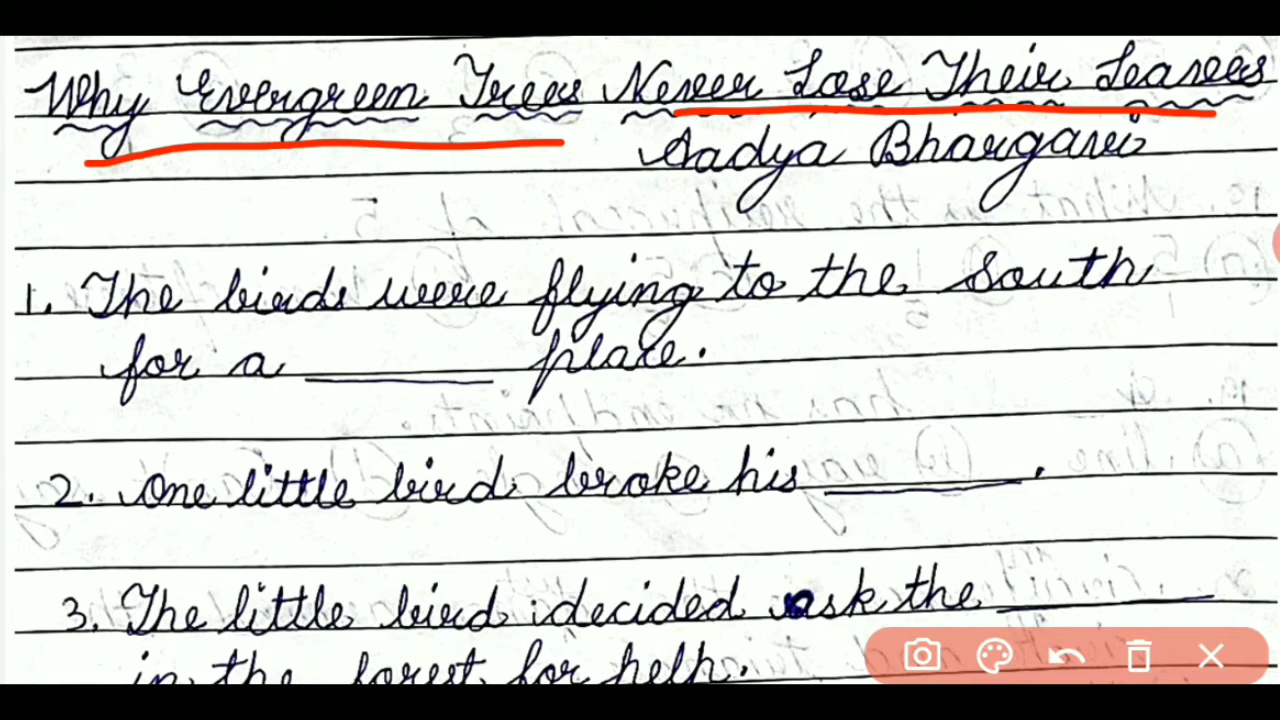 Why Evergreen Trees Never Lose Their Leaves
Aadya Bhargavi
1. The birds were flying to the South
for a ______ place.
2. One little bird broke his ______.
3. The little bird decided ask the ______
in the forest for help.